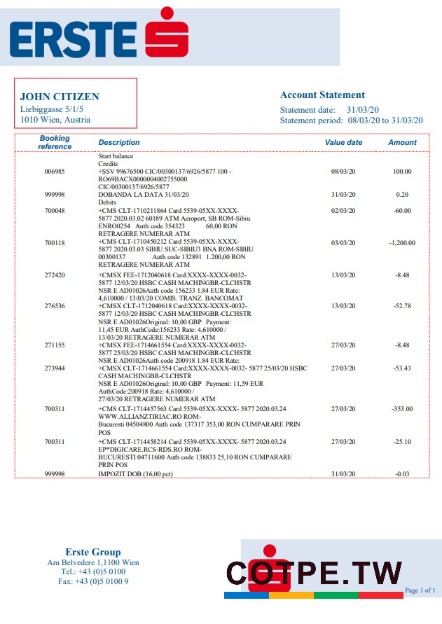 ERSTE
JOHN CITIZEN
Liebiggasse 5/1/5
1010 Wien, Austria
Account Statement
Statement date: 31/03/20
Statement period: 08/03/20 to 31/03/20
Booking reference Description Value date Amount
Start balance
Credits
006985 +SSV 99676500 CIC/00300137/6926/5877 100 - 08/03/20 100.00
RO69BACX0000004002755000
CIC/00300137/6926/5877
999998 DOBANDA LA DATA 31/03/20 31/03/20 0.20
Debits
700048 +CMS CLT-1710211864 Card 5539-05XX-XXXX- 02/03/20 -60.00
5877 2020.03.02 60189 ATM Aeroport, SB ROM-Sibiu
ENRO0254 Auth code 354323 60,00 RON
RETRAGERE NUMERAR ATM
700118 +CMS CLT-1710450212 Card 5539-05XX-XXXX- 03/03/20 -1,200.00
5877 2020.03.03 SIBIU SUC-SIBIU3 BNA ROM-SIBIU
00300137 Auth code 132891 1.200,00 RON
RETRAGERE NUMERAR ATM
272420 +CMSX FEE-1712040618 Card:XXXX-XXXX-0032- 13/03/20 -8.48
5877 12/03/20 HSBC CASH MACHINGBR-CLCHSTR
NSR E AD01026Auth code 156233 1.84 EUR Rate:
4,610000 / 13/03/20 COMIS. TRANZ. BANCOMAT
276536 +CMSX CLT-1712040618 Card:XXXX-XXXX-0032- 13/03/20 -52.78
5877 12/03/20 HSBC CASH MACHINGBR-CLCHSTR
NSR E AD01026Original: 10,00 GBP Payment:
11,45 EUR AuthCode:156233 Rate: 4,610000 /
13/03/20 RETRAGERE NUMERAR ATM
271155 +CMSX FEE-1714661554 Card:XXXX-XXXX-0032- 27/03/20 -8.48
5877 25/03/20 HSBC CASH MACHINGBR-CLCHSTR
NSR E AD01026Auth code 200918 1.84 EUR Rate:
273944 +CMSX CLT-1714661554 Card:XXXX-XXXX-0032- 5877 25/03/20 HSBC 27/03/20 -53.43
CASH MACHINGBR-CLCHSTR
NSR E AD01026Original: 10,00 GBP Payment: 11,59 EUR
AuthCode:200918 Rate: 4,610000 /
27/03/20 RETRAGERE NUMERAR ATM
700311 +CMS CLT-1714457563 Card 5539-05XX-XXXX- 5877 2020.03.24 27/03/20 -353.00
WWW.ALLIANZTIRIAC.RO ROM-
Bucuresti 04504800 Auth code 137317 353,00 RON CUMPARARE PRIN
POS
700311 +CMS CLT-1714458214 Card 5539-05XX-XXXX- 5877 2020.03.24 27/03/20 -25.10
EP*DIGICARE.RCS-RDS.RO ROM-
BUCURESTI 04711600 Auth code 138833 25,10 RON CUMPARARE
PRIN POS
999998 IMPOZIT DOB (16,00 pct) 31/03/20 -0.03
Erste Group
Am Belvedere 1,1100 Wien
Tel.: +43 (0)5 0100
Fax: +43 (0)5 0100 9
COTPE.TW
Page 1 of 1